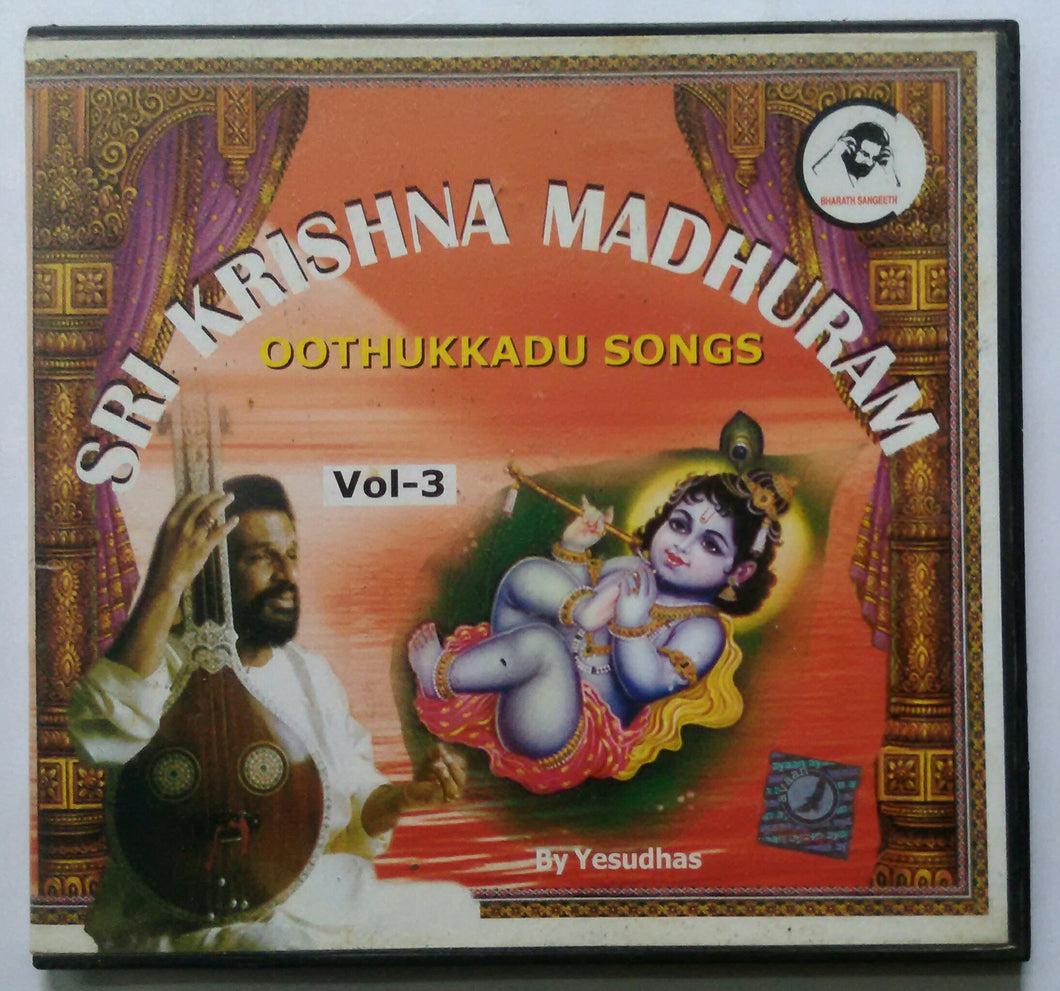 BHARATH SANGEETH
SRI KRISHNA MADHURAM
OOTHUKKADU SONGS
Vol-3
By Yesudhas